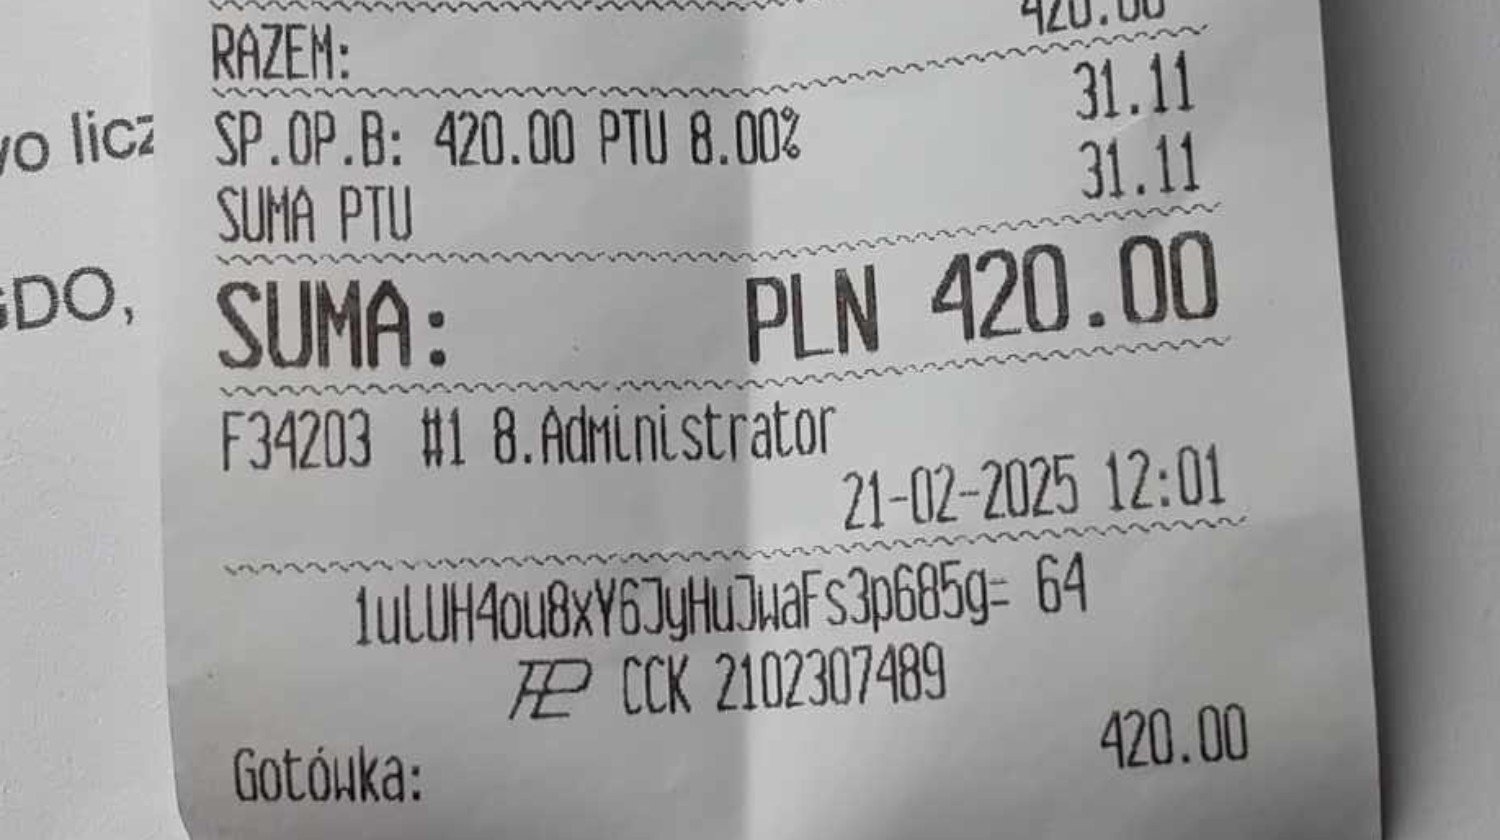 RAZEM: 420.00
SP.OP.B: 420.00 PTU 8.00% 31.11
SUMA PTU 31.11
SUMA: PLN 420.00
F34203 #1 8.Administrator
21-02-2025 12:01
1uLUH4ou8xY6JyHuJwaFs3p685g= 64
CCK 2102307489
Gotówka: 420.00